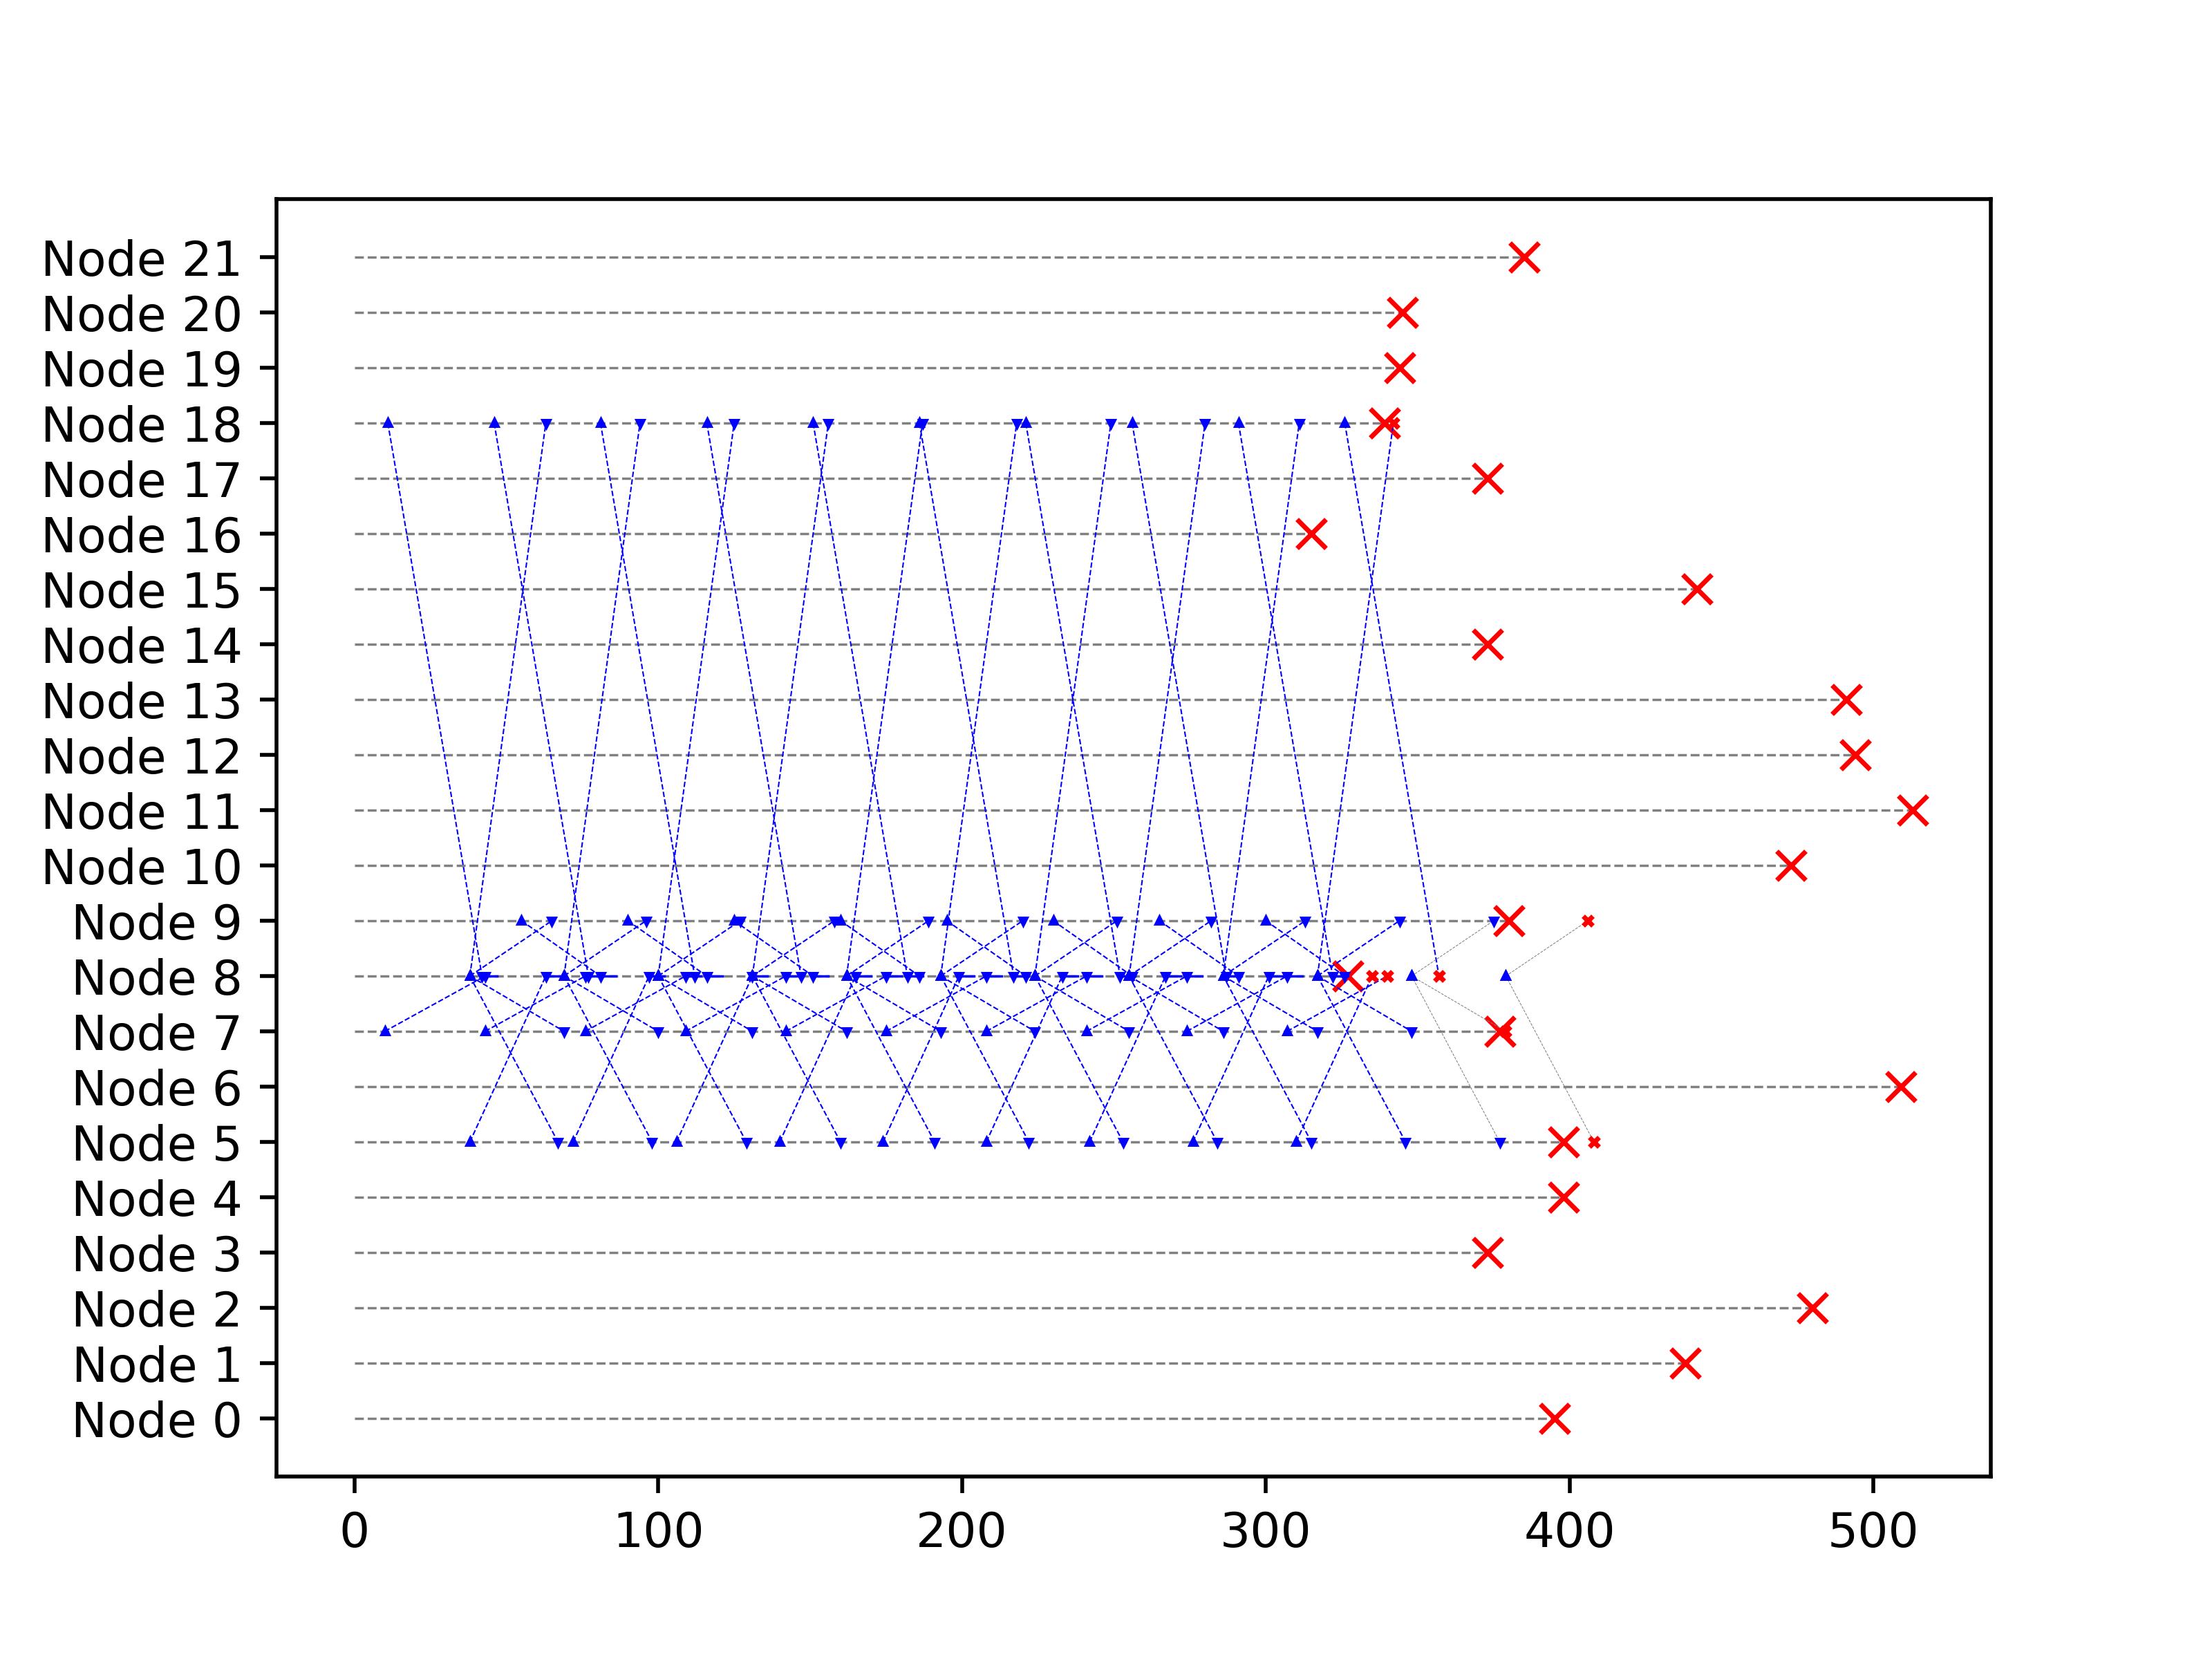 Node 21
Node 20
Node 19
Node 18
Node 17
Node 16
Node 15
Node 14
Node 13
Node 12
Node 11
Node 10
Node 9
Node 8
Node 7
Node 6
Node 5
Node 4
Node 3
Node 2
Node 1
Node 0
0 100 200 300 400 500